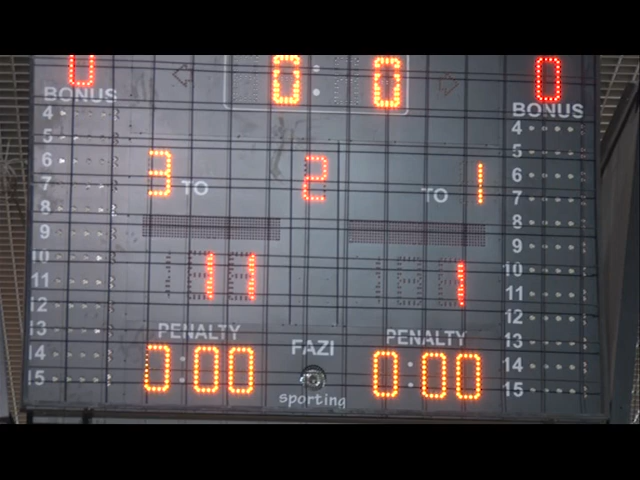 0 0 : 0 0
BONUS BONUS
4 4
5 5
6 3 TO 2 TO 1 6
7 7
8 8
9 9
10 10
11 11 1 11
12 12
13 PENALTY PENALTY 13
14 0:00 FAZI 0:00 14
15 sporting 15